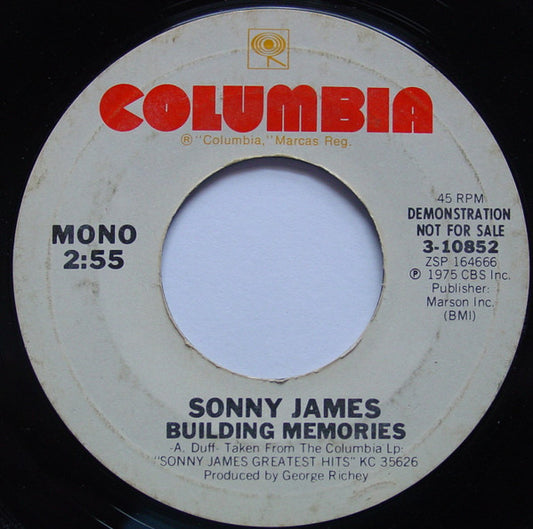 COLUMBIA
® "Columbia," Marcas Reg.
MONO
2:55
45 RPM
DEMONSTRATION
NOT FOR SALE
3-10852
ZSP 164666
℗ 1975 CBS Inc.
Publisher:
Marson Inc.
(BMI)
SONNY JAMES
BUILDING MEMORIES
-A. Duff- Taken From The Columbia Lp:
"SONNY JAMES GREATEST HITS" KC 35626
Produced by George Richey